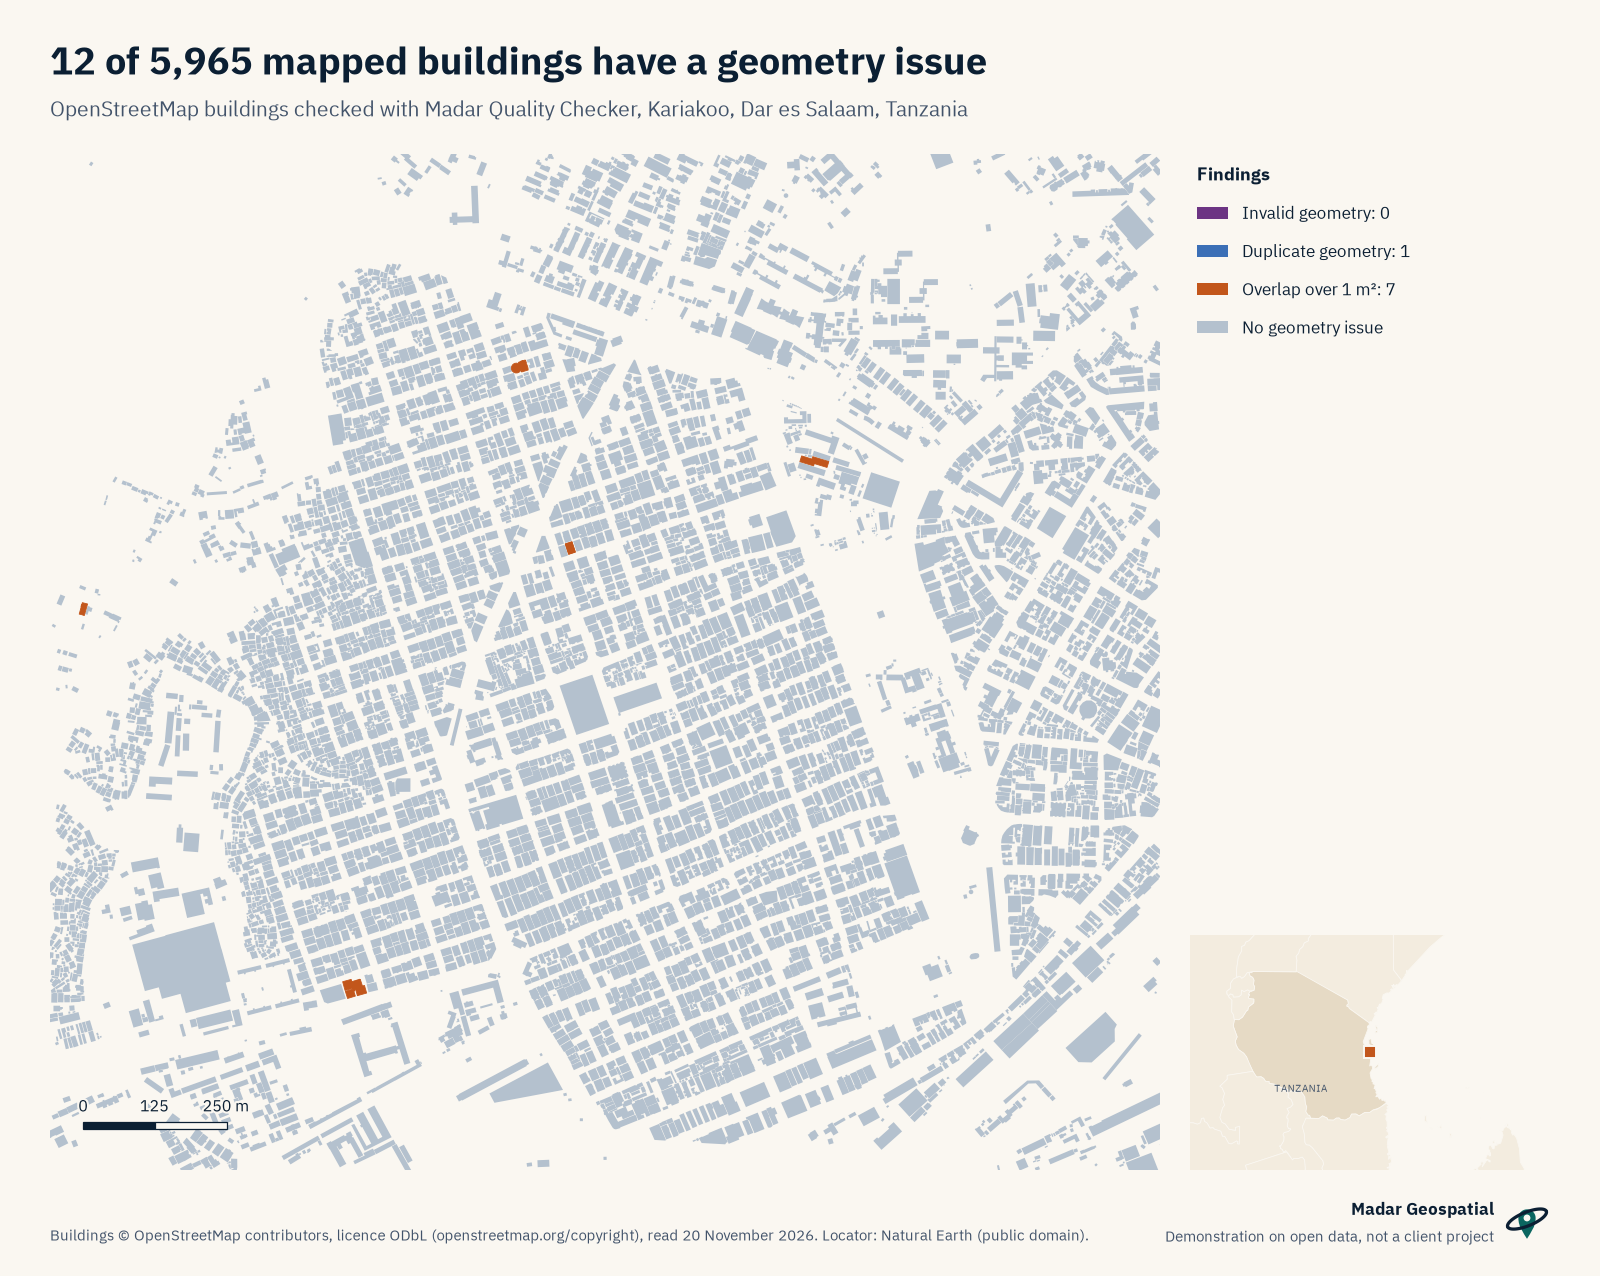 12 of 5,965 mapped buildings have a geometry issue
OpenStreetMap buildings checked with Madar Quality Checker, Kariakoo, Dar es Salaam, Tanzania
Findings
Invalid geometry: 0
Duplicate geometry: 1
Overlap over 1 m²: 7
No geometry issue
0 125 250 m
TANZANIA
Madar Geospatial
Buildings © OpenStreetMap contributors, licence ODbL (openstreetmap.org/copyright), read 20 November 2026. Locator: Natural Earth (public domain).
Demonstration on open data, not a client project